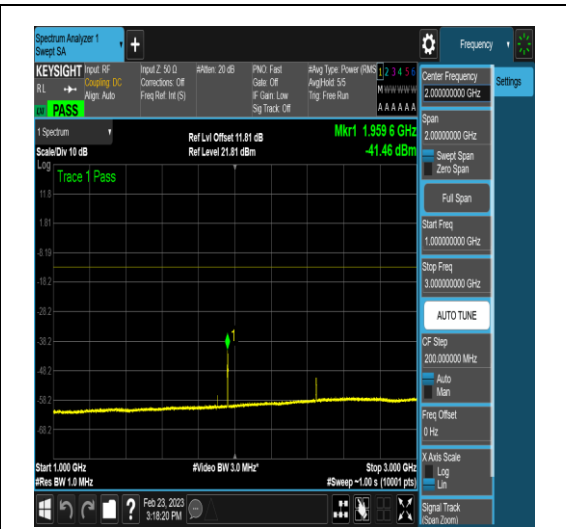 Spectrum Analyzer 1
Swept SA
Frequency
KEYSIGHT
RL
PASS
Input: RF
Coupling: DC
Align: Auto
Input Z: 50 Ω
Corrections: Off
Freq Ref: Int (S)
#Atten: 20 dB
PNO: Fast
Gate: Off
IF Gain: Low
Sig Track: Off
#Avg Type: Power (RMS
Avg|Hold: 5/5
Trig: Free Run
1 2 3 4 5 6
M W W W W W
A A A A A A
1 Spectrum
Scale/Div 10 dB
Ref Lvl Offset 11.81 dB
Ref Level 21.81 dBm
Mkr1 1.959 6 GHz
-41.46 dBm
Log
Trace 1 Pass
11.8
1.81
-8.19
-18.2
-28.2
-38.2
-48.2
-58.2
-68.2
1
Start 1.000 GHz
#Res BW 1.0 MHz
#Video BW 3.0 MHz*
Stop 3.000 GHz
#Sweep ~1.00 s (10001 pts)
Feb 23, 2023
3:18:20 PM
Center Frequency
2.000000000 GHz
Span
2.00000000 GHz
Swept Span
Zero Span
Full Span
Start Freq
1.000000000 GHz
Stop Freq
3.000000000 GHz
AUTO TUNE
CF Step
200.000000 MHz
Auto
Man
Freq Offset
0 Hz
X Axis Scale
Log
Lin
Signal Track
(Span Zoom)
Settings